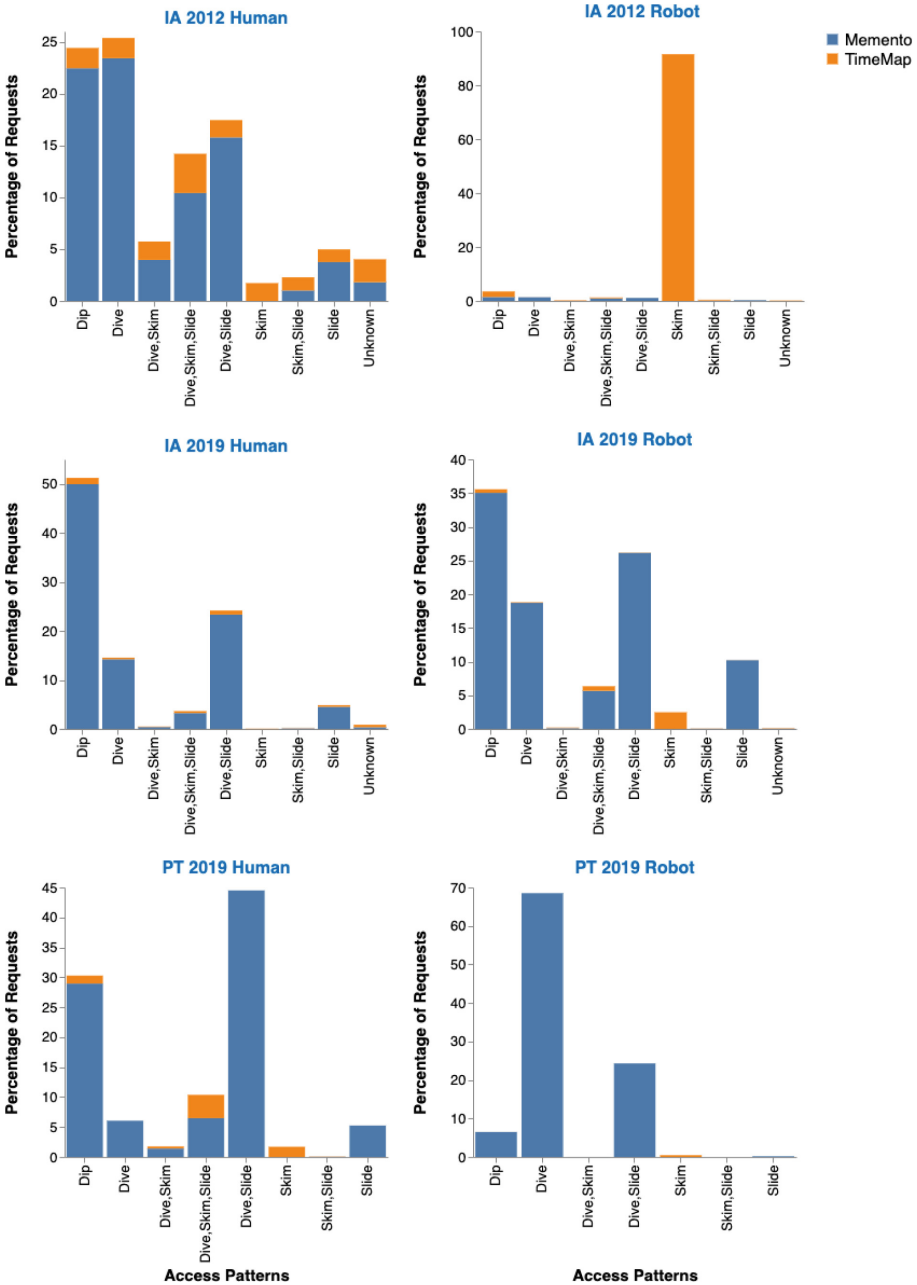 IA 2012 Human
Percentage of Requests
25
20
15
10
5
0
Dip
Dive
Dive,Skim
Dive,Skim,Slide
Dive,Slide
Skim
Skim,Slide
Slide
Unknown
IA 2012 Robot
Percentage of Requests
100
80
60
40
20
0
Dip
Dive
Dive,Skim
Dive,Skim,Slide
Dive,Slide
Skim
Skim,Slide
Slide
Unknown
Memento
TimeMap
IA 2019 Human
Percentage of Requests
50
40
30
20
10
0
Dip
Dive
Dive,Skim
Dive,Skim,Slide
Dive,Slide
Skim
Skim,Slide
Slide
Unknown
IA 2019 Robot
Percentage of Requests
40
35
30
25
20
15
10
5
0
Dip
Dive
Dive,Skim
Dive,Skim,Slide
Dive,Slide
Skim
Skim,Slide
Slide
Unknown
PT 2019 Human
Percentage of Requests
45
40
35
30
25
20
15
10
5
0
Dip
Dive
Dive,Skim
Dive,Skim,Slide
Dive,Slide
Skim
Skim,Slide
Slide
Access Patterns
PT 2019 Robot
Percentage of Requests
70
60
50
40
30
20
10
0
Dip
Dive
Dive,Skim
Dive,Slide
Skim
Skim,Slide
Slide
Access Patterns